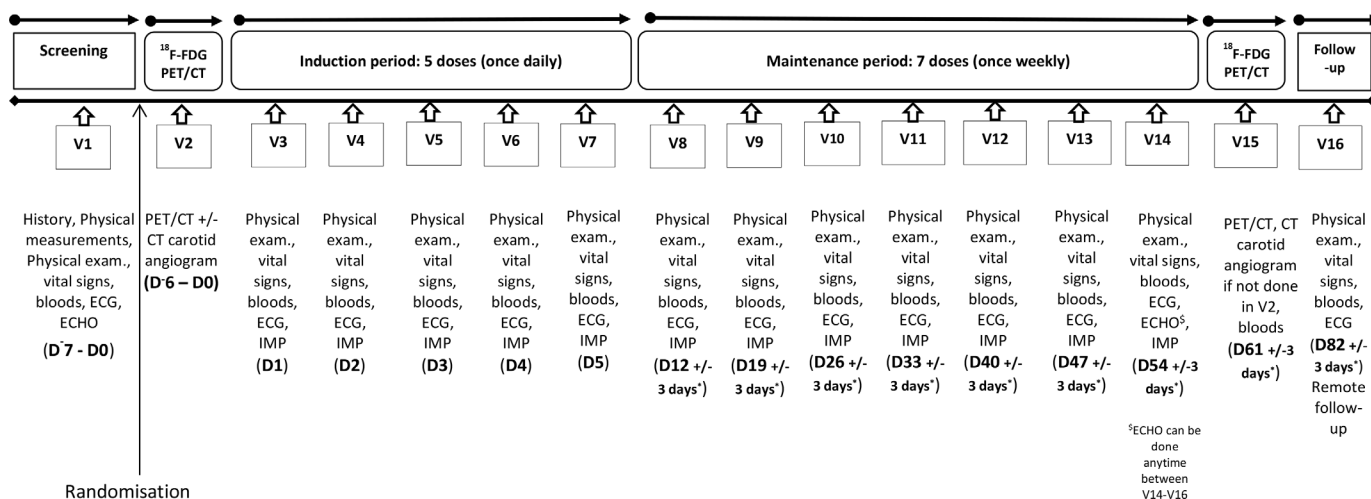 Screening
18F-FDG
PET/CT
Induction period: 5 doses (once daily)
Maintenance period: 7 doses (once weekly)
18F-FDG
PET/CT
Follow
-up
V1
V2
V3
V4
V5
V6
V7
V8
V9
V10
V11
V12
V13
V14
V15
V16
History, Physical
measurements,
Physical exam.,
vital signs,
bloods, ECG,
ECHO
(D-7 - D0)
PET/CT +/-
CT carotid
angiogram
(D-6 – D0)
Physical
exam.,
vital
signs,
bloods,
ECG,
IMP
(D1)
Physical
exam.,
vital
signs,
bloods,
ECG,
IMP
(D2)
Physical
exam.,
vital
signs,
bloods,
ECG,
IMP
(D3)
Physical
exam.,
vital
signs,
bloods,
ECG,
IMP
(D4)
Physical
exam.,
vital
signs,
bloods,
ECG,
IMP
(D5)
Physical
exam.,
vital
signs,
bloods,
ECG, IMP
(D12 +/-
3 days*)
Physical
exam.,
vital
signs,
bloods,
ECG, IMP
(D19 +/-
3 days*)
Physical
exam.,
vital
signs,
bloods,
ECG, IMP
(D26 +/-
3 days*)
Physical
exam.,
vital
signs,
bloods,
ECG, IMP
(D33 +/-
3 days*)
Physical
exam.,
vital
signs,
bloods,
ECG, IMP
(D40 +/-
3 days*)
Physical
exam.,
vital
signs,
bloods,
ECG, IMP
(D47 +/-
3 days*)
Physical
exam.,
vital signs,
bloods,
ECG,
ECHO$,
IMP
(D54 +/-3
days*)
$ECHO can be
done
anytime
between
V14-V16
PET/CT, CT
carotid
angiogram
if not done
in V2,
bloods
(D61 +/-3
days*)
Physical
exam.,
vital
signs,
bloods,
ECG
(D82 +/-
3 days*)
Remote
follow-
up
Randomisation